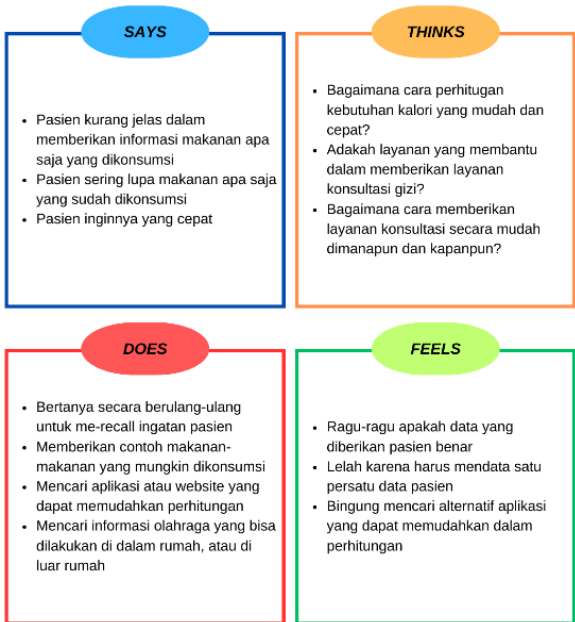 SAYS
Pasien kurang jelas dalam
memberikan informasi makanan apa
saja yang dikonsumsi
Pasien sering lupa makanan apa saja
yang sudah dikonsumsi
Pasien inginnya yang cepat
THINKS
Bagaimana cara perhitugan
kebutuhan kalori yang mudah dan
cepat?
Adakah layanan yang membantu
dalam memberikan layanan
konsultasi gizi?
Bagaimana cara memberikan
layanan konsultasi secara mudah
dimanapun dan kapanpun?
DOES
Bertanya secara berulang-ulang
untuk me-recall ingatan pasien
Memberikan contoh makanan-
makanan yang mungkin dikonsumsi
Mencari aplikasi atau website yang
dapat memudahkan perhitungan
Mencari informasi olahraga yang bisa
dilakukan di dalam rumah, atau di
luar rumah
FEELS
Ragu-ragu apakah data yang
diberikan pasien benar
Lelah karena harus mendata satu
persatu data pasien
Bingung mencari alternatif aplikasi
yang dapat memudahkan dalam
perhitungan